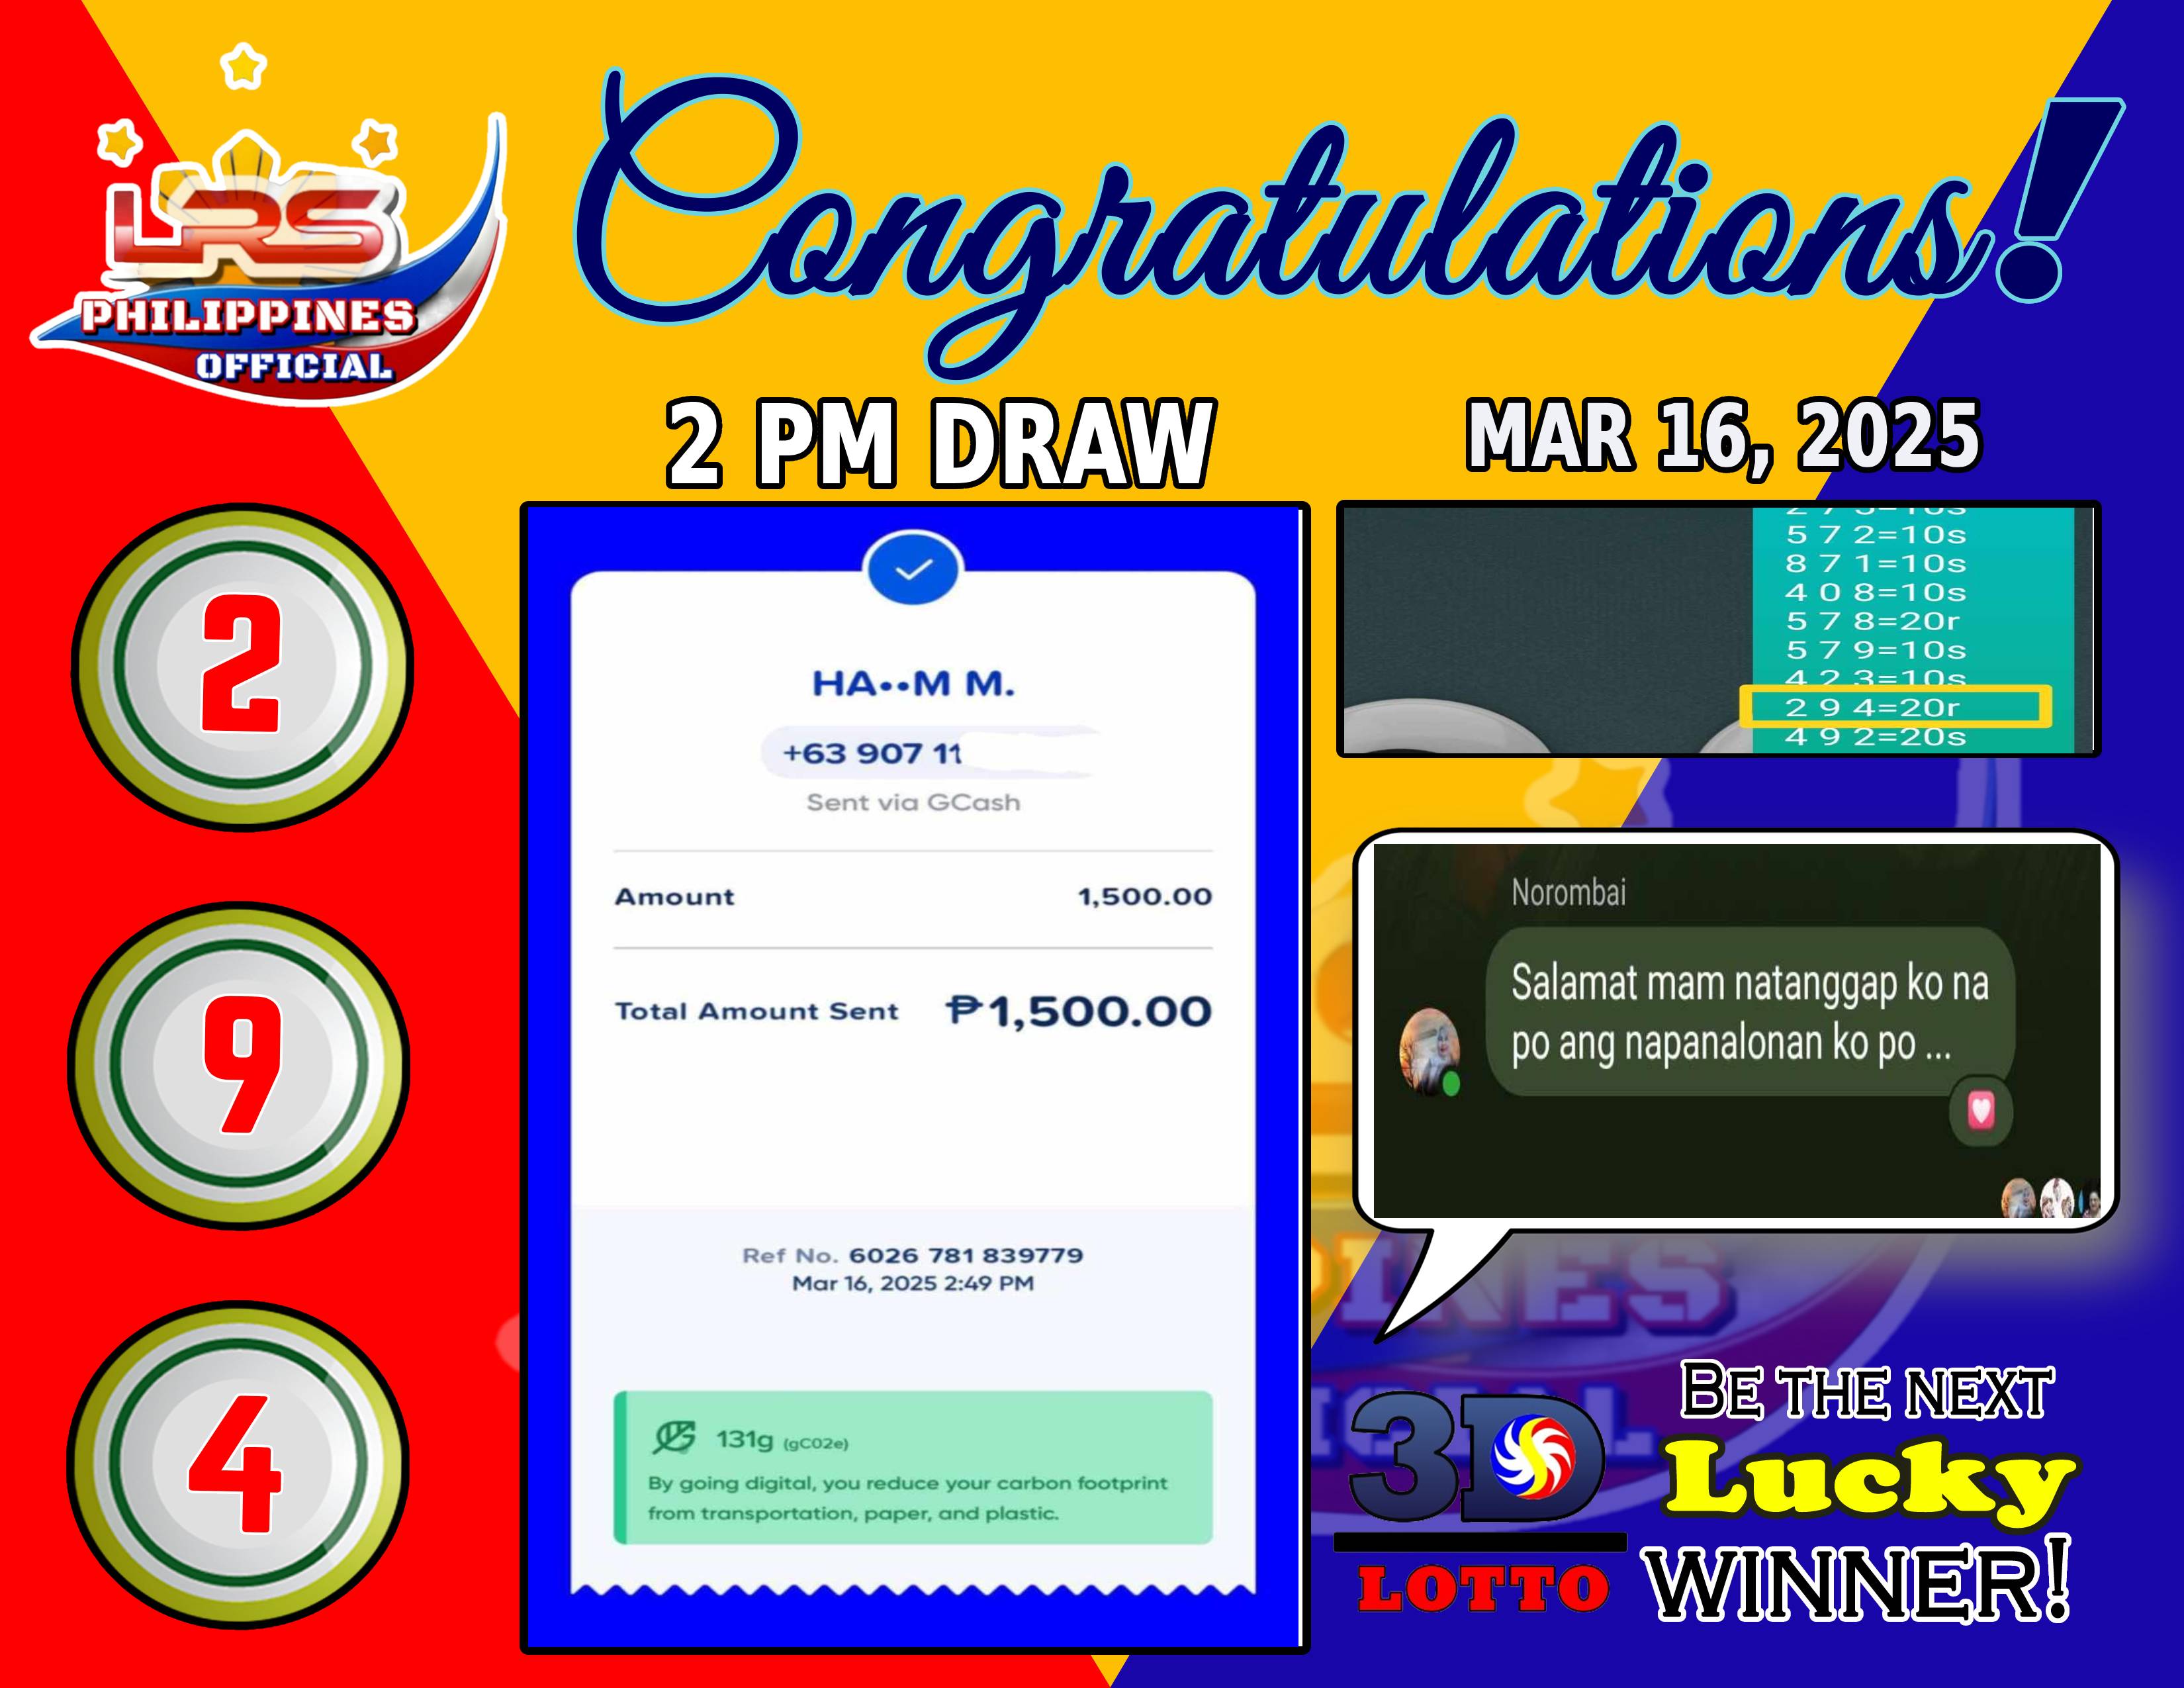 LRS
PHILIPPINES
OFFICIAL
Congratulations!
2 PM DRAW
MAR 16, 2025
2
9
4
HA••M M.
+63 907 11
Sent via GCash
Amount 1,500.00
Total Amount Sent ₱1,500.00
Ref No. 6026 781 839779
Mar 16, 2025 2:49 PM
131g (gC02e)
By going digital, you reduce your carbon footprint
from transportation, paper, and plastic.
5 7 2=10s
8 7 1=10s
4 0 8=10s
5 7 8=20r
5 7 9=10s
4 2 3=10s
2 9 4=20r
4 9 2=20s
Norombai
Salamat mam natanggap ko na
po ang napanalonan ko po ...
3D
LOTTO
BE THE NEXT
Lucky
WINNER!